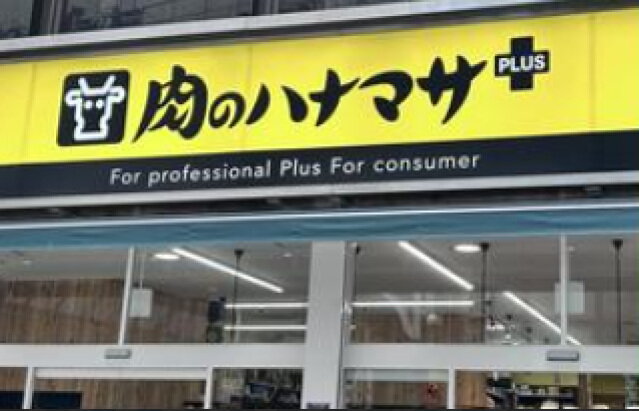 肉のハナマサ PLUS
For professional Plus For consumer